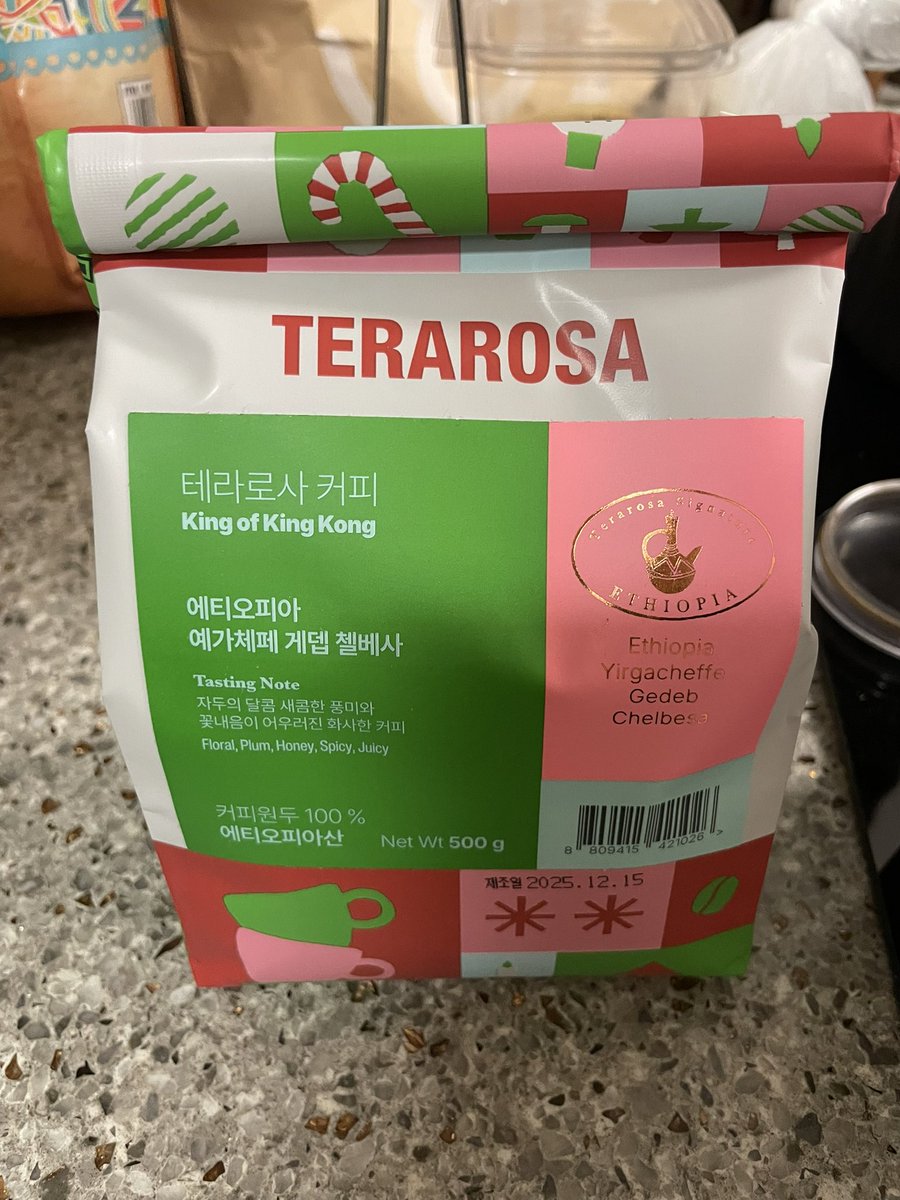 TERAROSA
테라로사 커피
King of King Kong
에티오피아
예가체페 게뎁 첼베사
Tasting Note
자두의 달콤 새콤한 풍미와
꽃내음이 어우러진 화사한 커피
Floral, Plum, Honey, Spicy, Juicy
커피원두 100 %
에티오피아산
Net Wt 500 g
Terarosa Signature
ETHIOPIA
Ethiopia
Yirgacheffe
Gedeb
Chelbesa
8 809415 421026 >
제조일 2025.12.15